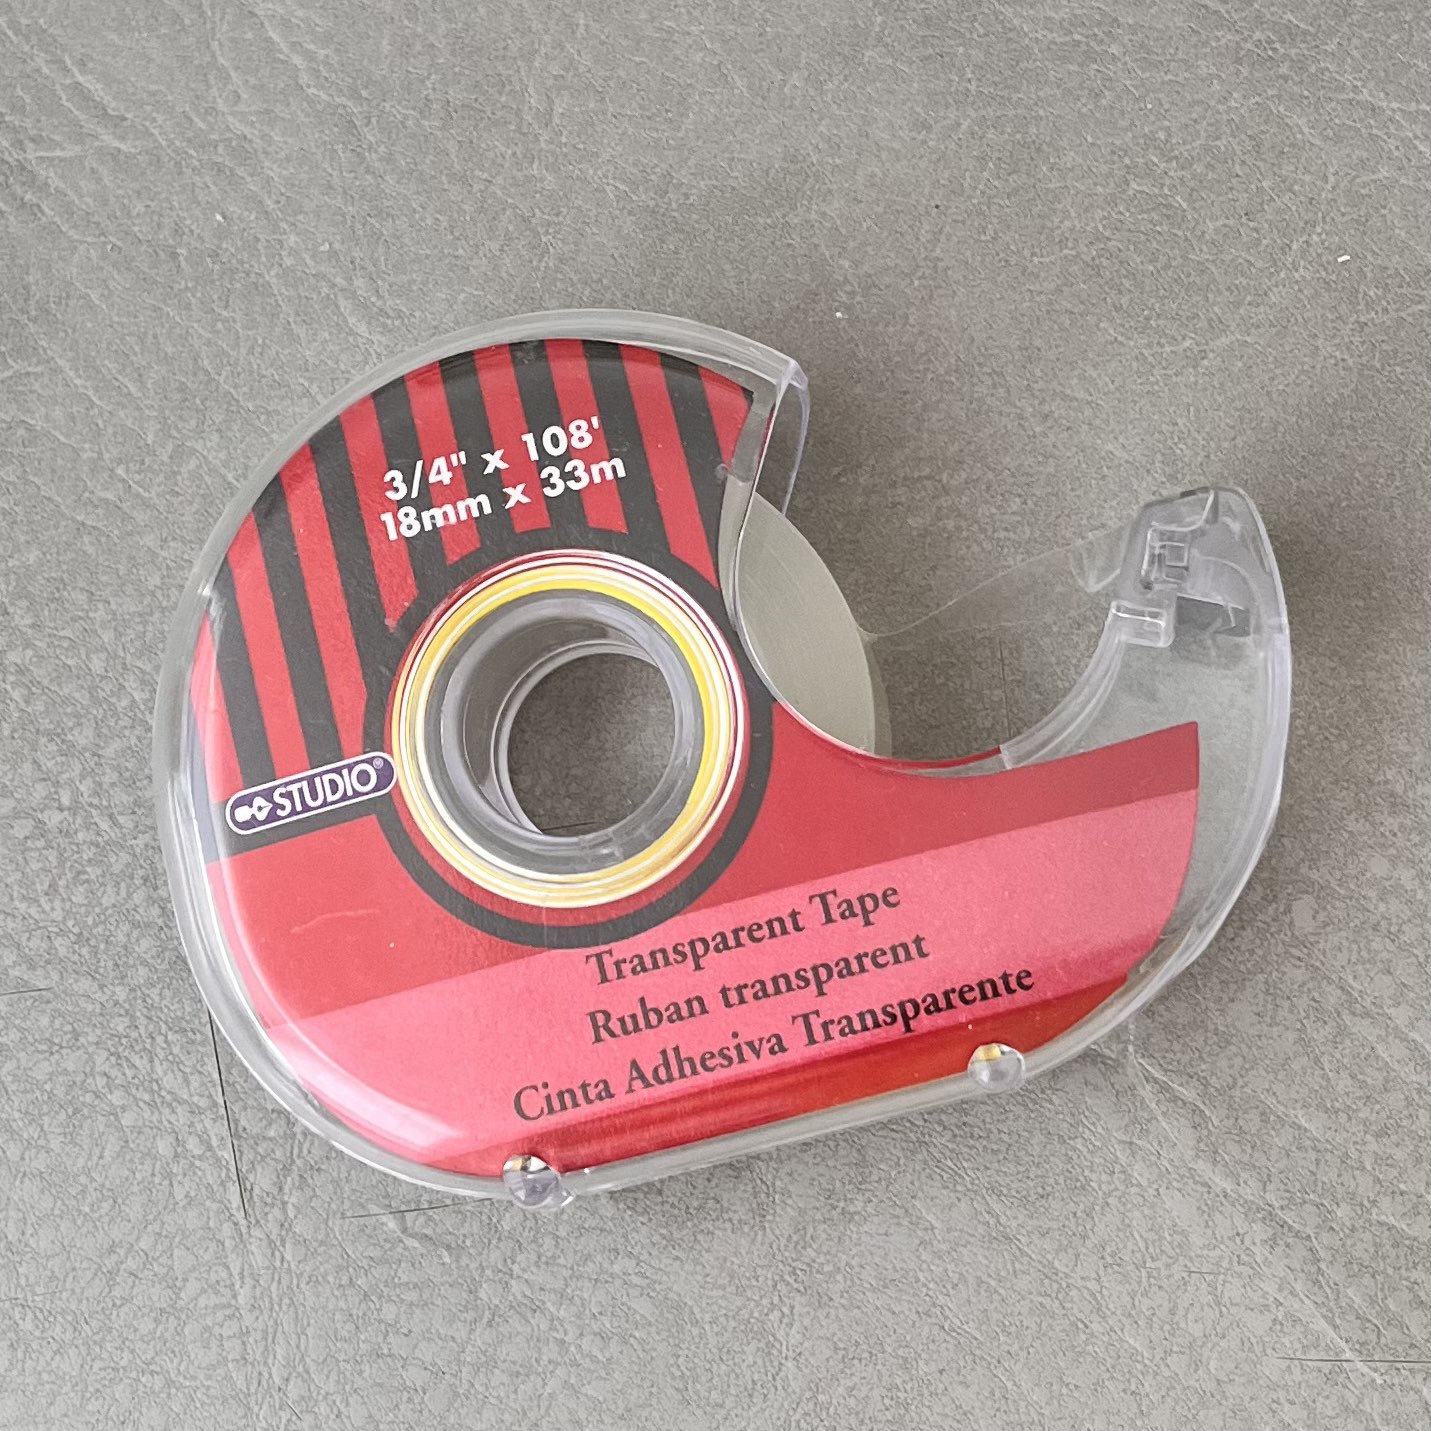 3/4" x 108'
18mm x 33m
STUDIO®
Transparent Tape
Ruban transparent
Cinta Adhesiva Transparente